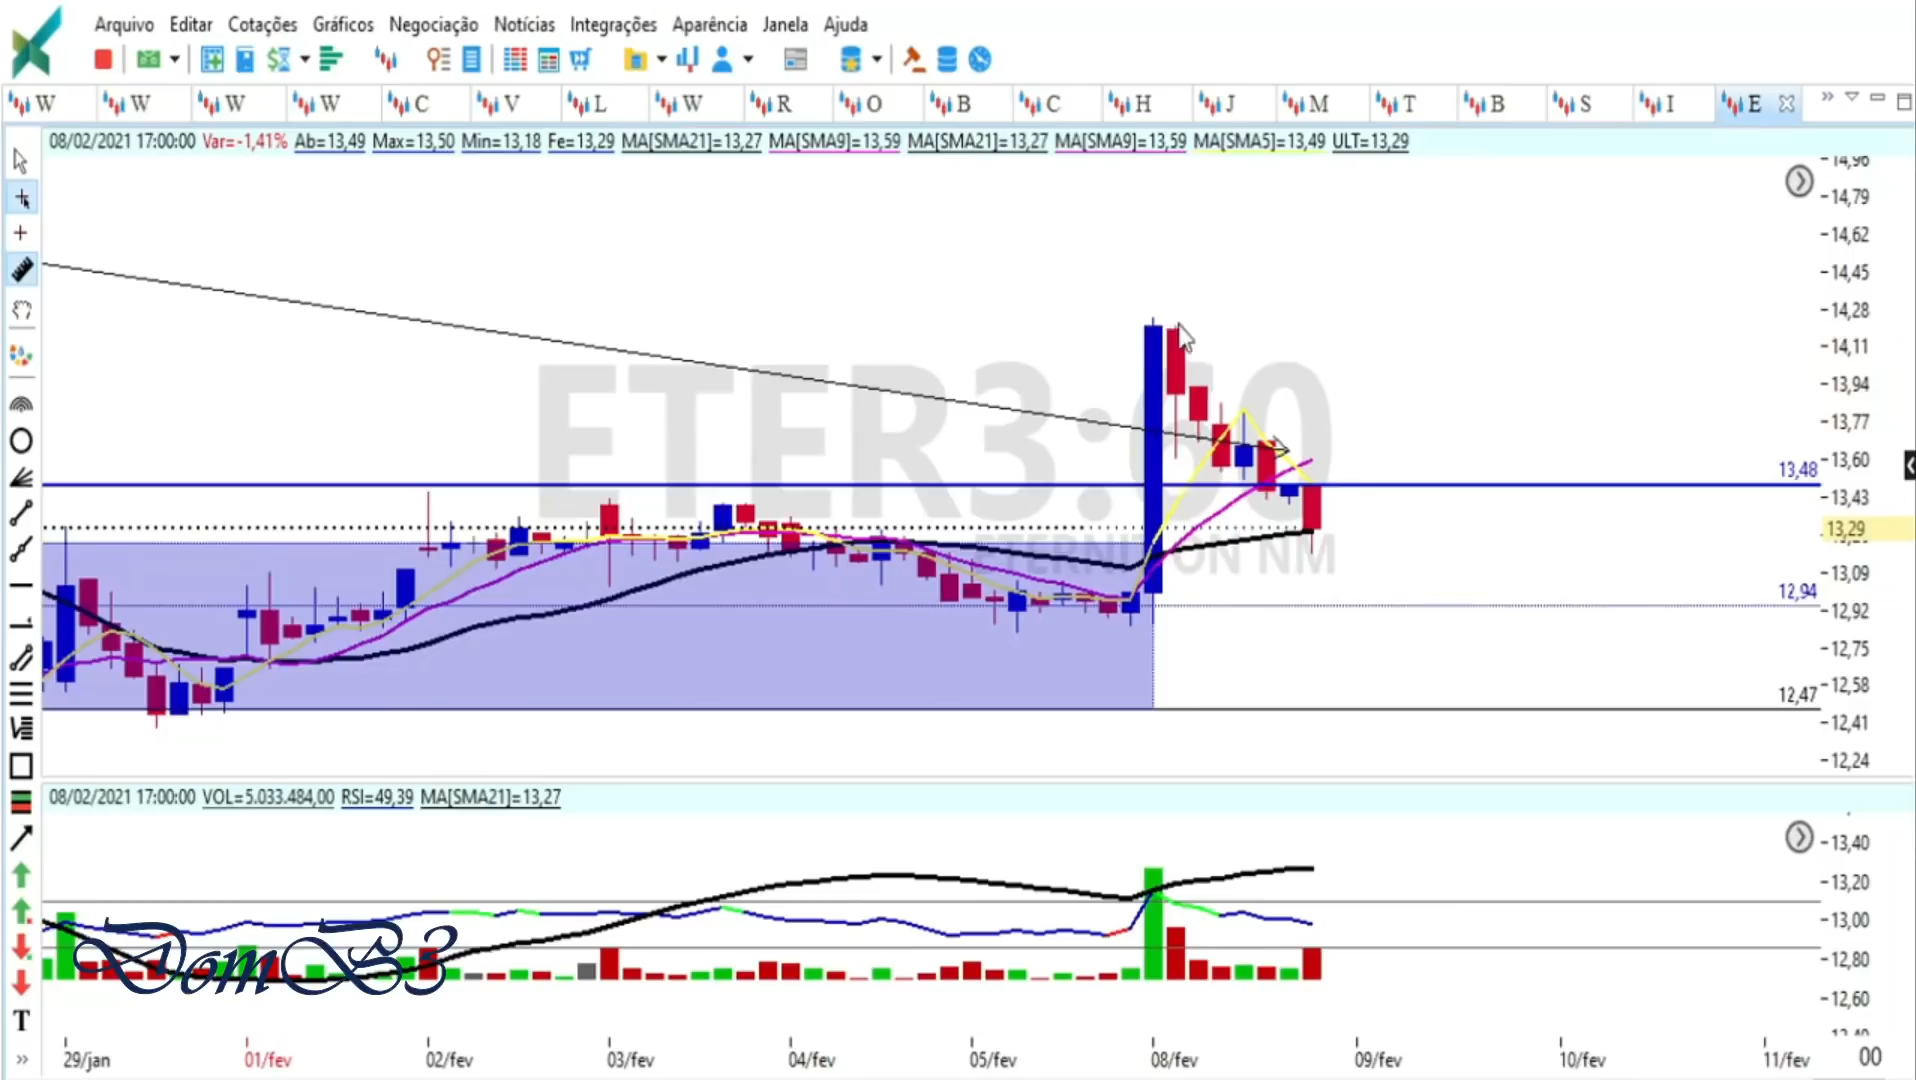 Arquivo Editar Cotações Gráficos Negociação Notícias Integrações Aparência Janela Ajuda
W W W W C V L W R O B C H J M T B S I E
08/02/2021 17:00:00 Var=-1,41% Ab=13,49 Max=13,50 Min=13,18 Fe=13,29 MA[SMA21]=13,27 MA[SMA9]=13,59 MA[SMA21]=13,27 MA[SMA9]=13,59 MA[SMA5]=13,49 ULT=13,29
14,96
14,79
14,62
14,45
14,28
14,11
13,94
13,77
13,60
13,48
13,43
13,29
13,09
12,94
12,92
12,75
12,58
12,47
12,41
12,24
ETER3:60
ETERNITON NM
08/02/2021 17:00:00 VOL=5.033.484,00 RSI=49,39 MA[SMA21]=13,27
13,40
13,20
13,00
12,80
12,60
DomB3
T
29/jan 01/fev 02/fev 03/fev 04/fev 05/fev 08/fev 09/fev 10/fev 11/fev 00